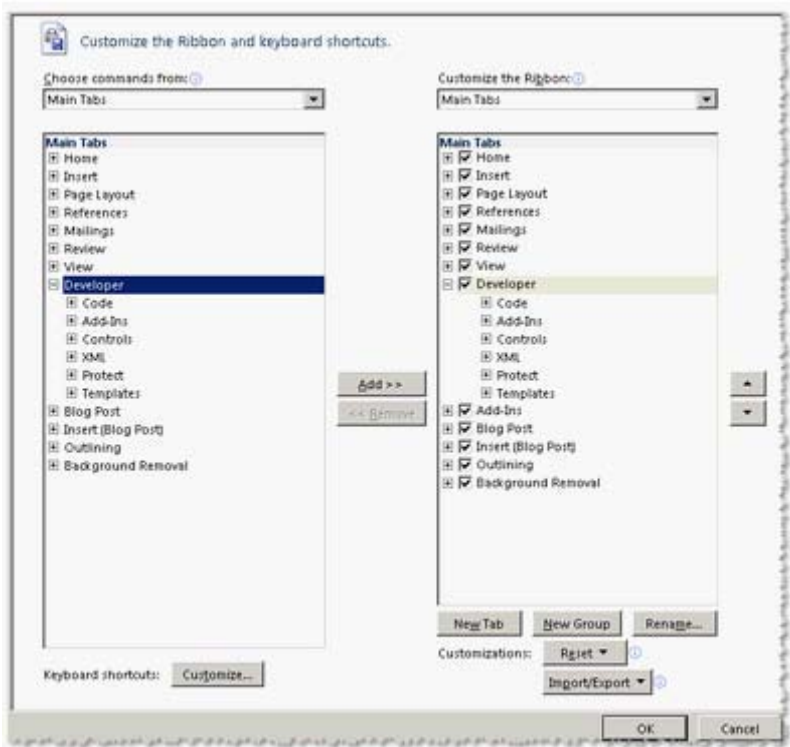 Customize the Ribbon and keyboard shortcuts.
Choose commands from:
Main Tabs
Main Tabs
Home
Insert
Page Layout
References
Mailings
Review
View
Developer
Code
Add-Ins
Controls
XML
Protect
Templates
Blog Post
Insert (Blog Post)
Outlining
Background Removal
Keyboard shortcuts: Customize...
Add >>
<< Remove
Customize the Ribbon:
Main Tabs
Main Tabs
Home
Insert
Page Layout
References
Mailings
Review
View
Developer
Code
Add-Ins
Controls
XML
Protect
Templates
Add-Ins
Blog Post
Insert (Blog Post)
Outlining
Background Removal
New Tab New Group Rename...
Customizations: Reset
Import/Export
OK Cancel